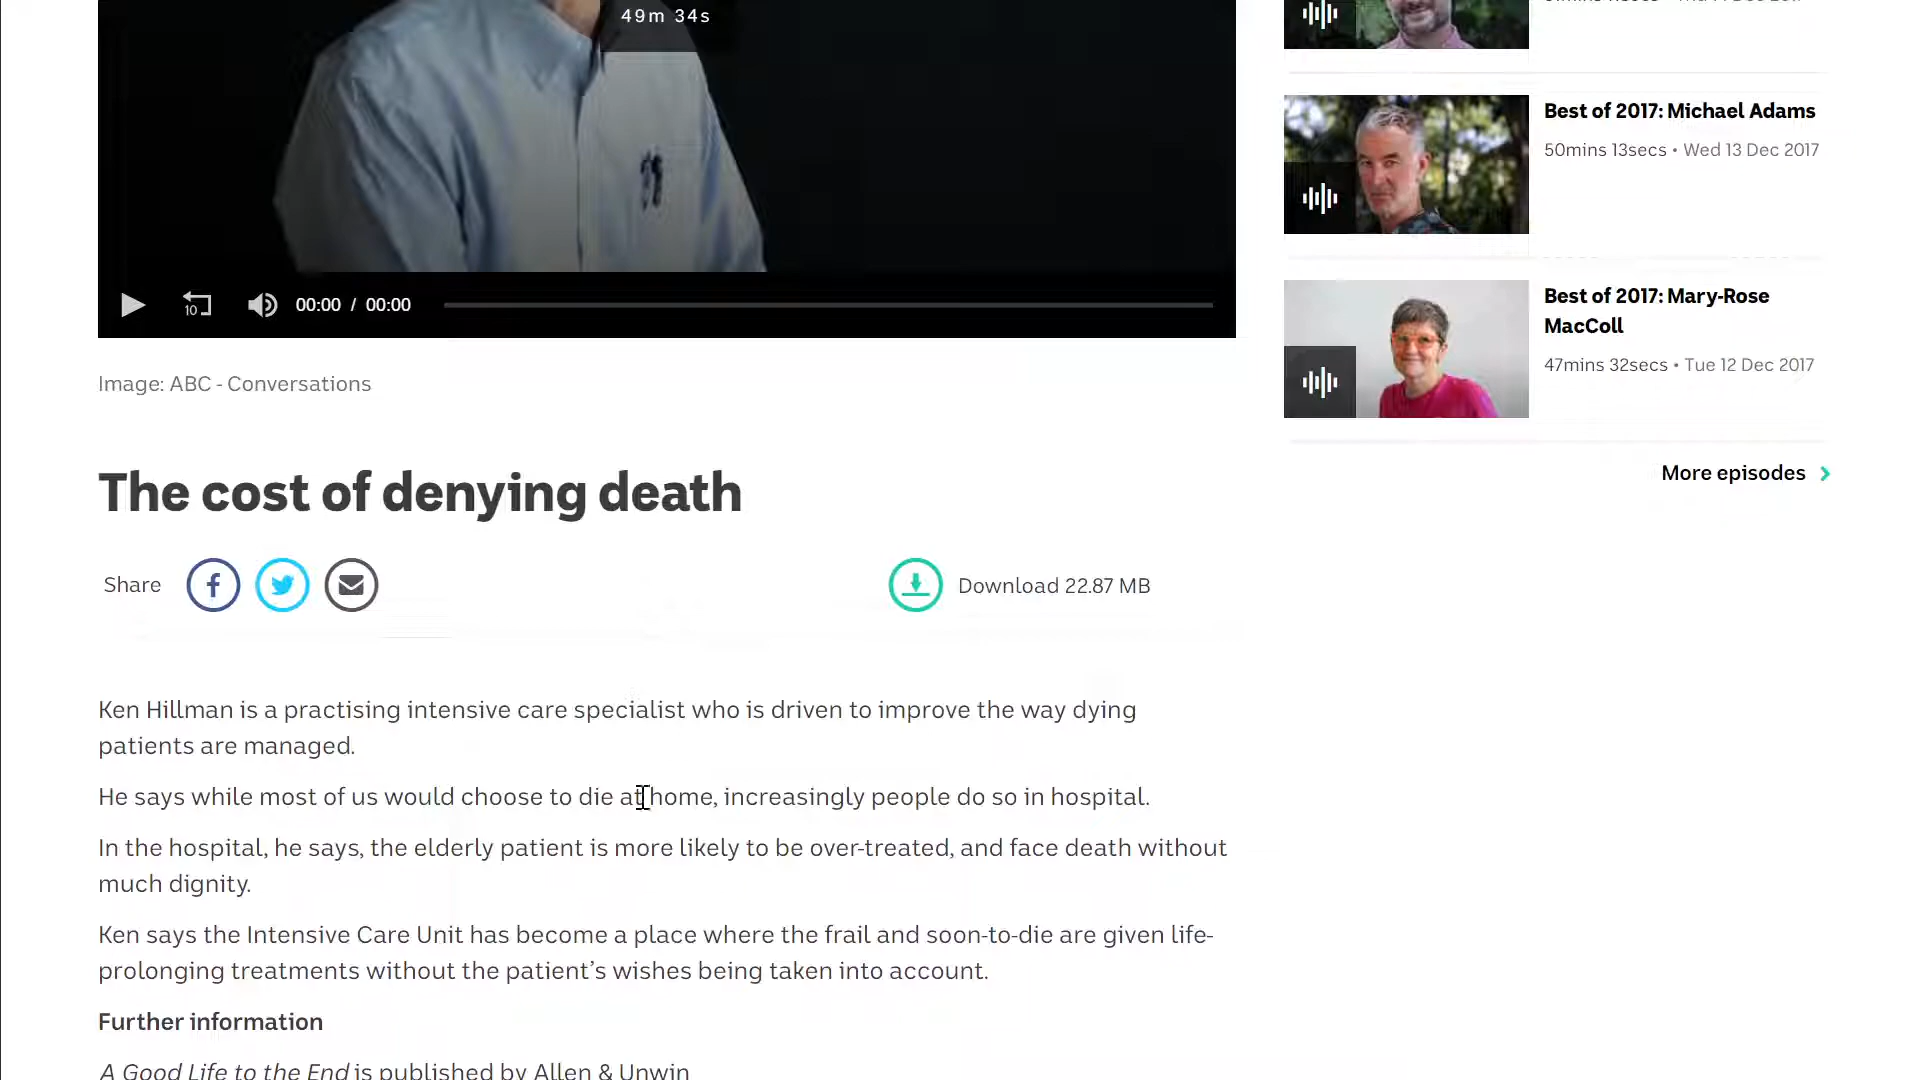 49m 34s
10
00:00 / 00:00
Image: ABC - Conversations
The cost of denying death
Share
Download 22.87 MB
Ken Hillman is a practising intensive care specialist who is driven to improve the way dying
patients are managed.
He says while most of us would choose to die at home, increasingly people do so in hospital.
In the hospital, he says, the elderly patient is more likely to be over-treated, and face death without
much dignity.
Ken says the Intensive Care Unit has become a place where the frail and soon-to-die are given life-
prolonging treatments without the patient’s wishes being taken into account.
Further information
A Good Life to the End is published by Allen & Unwin
Best of 2017: Michael Adams
50mins 13secs • Wed 13 Dec 2017
Best of 2017: Mary-Rose
MacColl
47mins 32secs • Tue 12 Dec 2017
More episodes